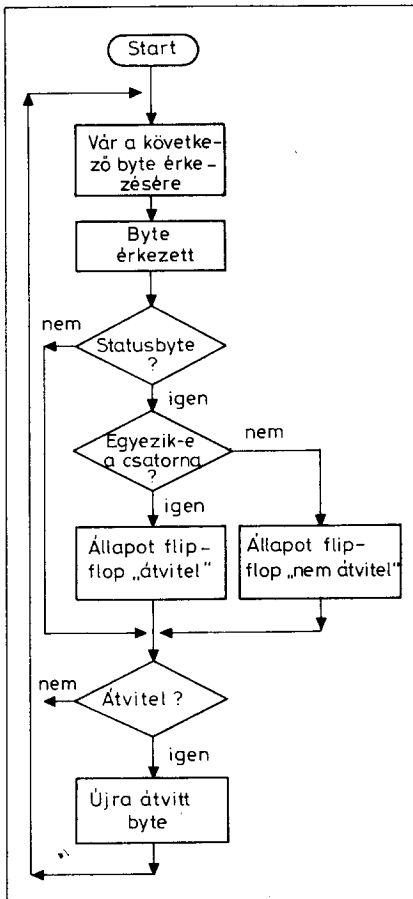 Start
Vár a követke-
ző byte érke-
zésére
Byte
érkezett
nem
Statusbyte
?
igen
Egyezik-e
a csatorna
?
nem
igen
Állapot flip-
flop „átvitel"
Állapot flip-
flop „nem átvitel"
nem
Átvitel ?
igen
Újra átvitt
byte